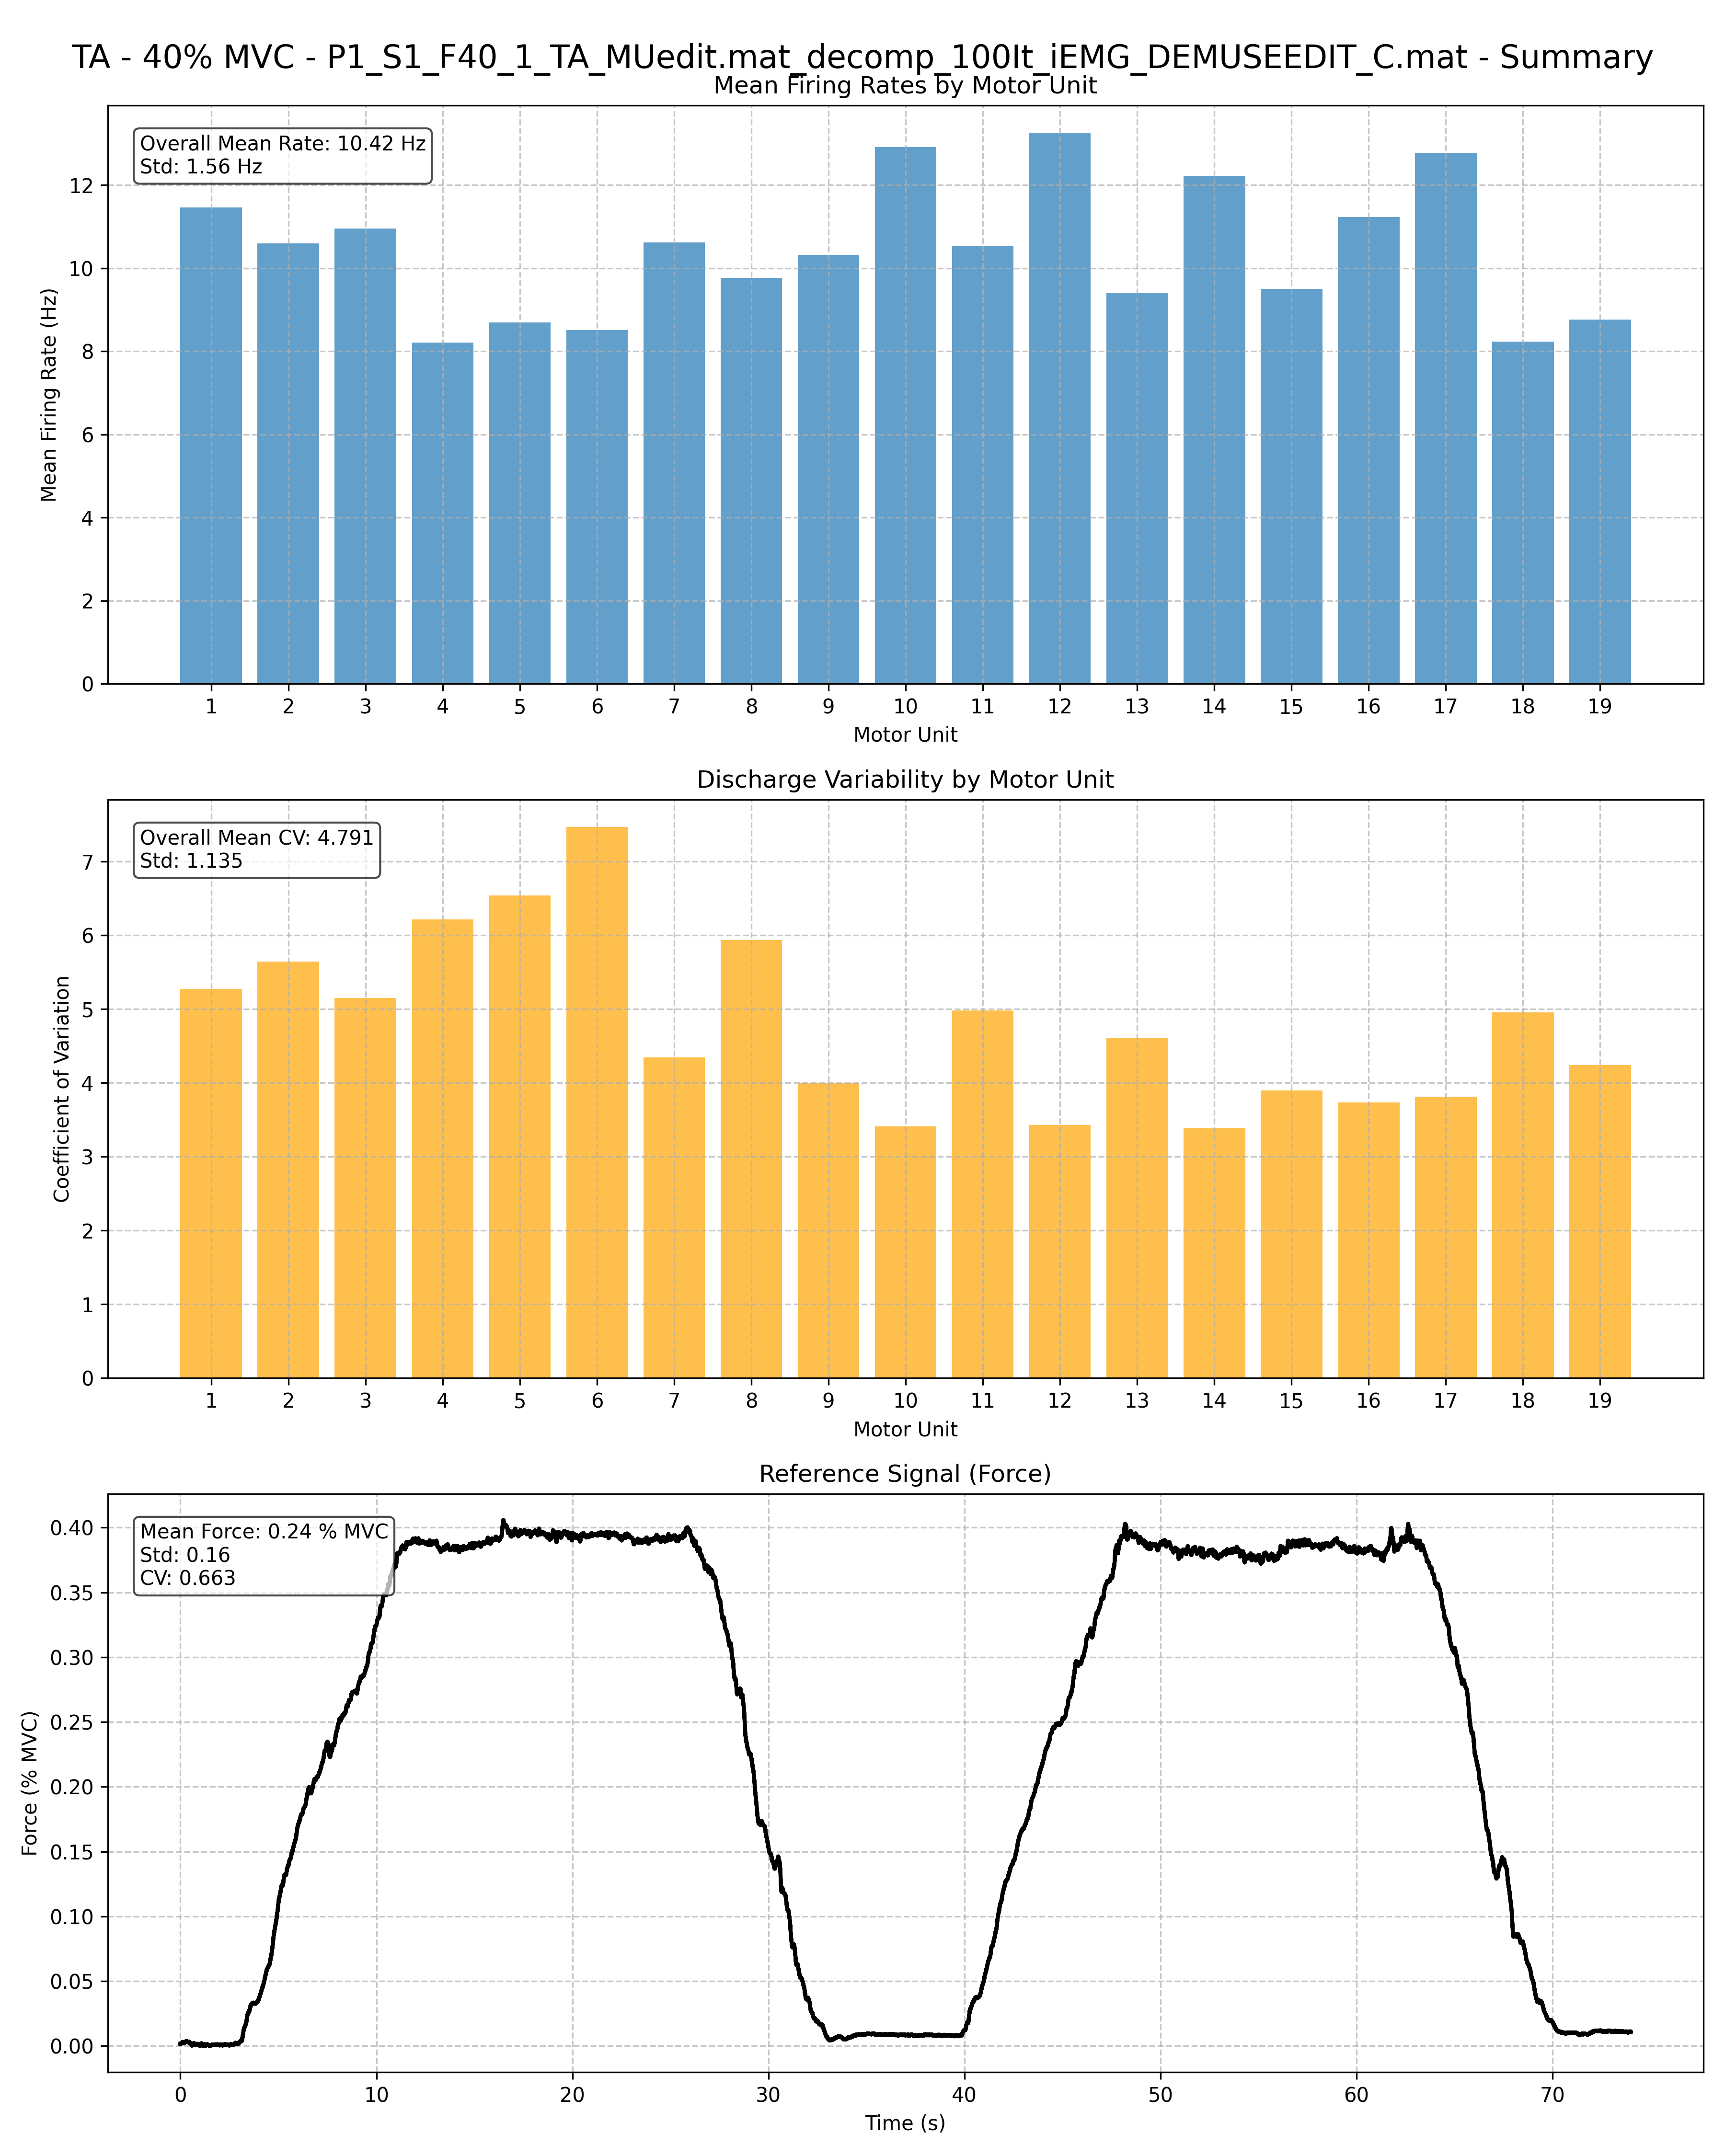 TA - 40% MVC - P1_S1_F40_1_TA_MUedit.mat_decomp_100It_iEMG_DEMUSEEDIT_C.mat - Summary
Mean Firing Rates by Motor Unit
Overall Mean Rate: 10.42 Hz
Std: 1.56 Hz
Mean Firing Rate (Hz)
12
10
8
6
4
2
0
1 2 3 4 5 6 7 8 9 10 11 12 13 14 15 16 17 18 19
Motor Unit
Discharge Variability by Motor Unit
Overall Mean CV: 4.791
Std: 1.135
Coefficient of Variation
7
6
5
4
3
2
1
0
1 2 3 4 5 6 7 8 9 10 11 12 13 14 15 16 17 18 19
Motor Unit
Reference Signal (Force)
Mean Force: 0.24 % MVC
Std: 0.16
CV: 0.663
Force (% MVC)
0.40
0.35
0.30
0.25
0.20
0.15
0.10
0.05
0.00
0 10 20 30 40 50 60 70
Time (s)